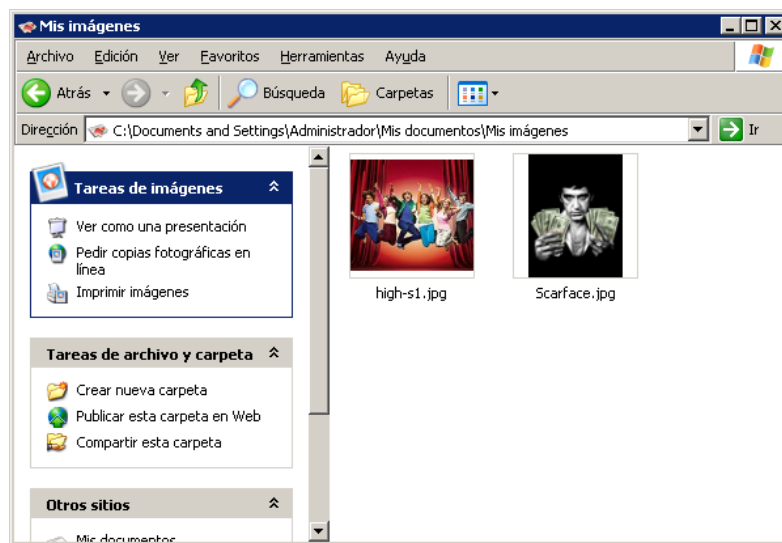 Mis imágenes
Archivo Edición Ver Favoritos Herramientas Ayuda
Atrás Búsqueda Carpetas
Dirección C:\Documents and Settings\Administrador\Mis documentos\Mis imágenes Ir
Tareas de imágenes
Ver como una presentación
Pedir copias fotográficas en
línea
Imprimir imágenes
Tareas de archivo y carpeta
Crear nueva carpeta
Publicar esta carpeta en Web
Compartir esta carpeta
Otros sitios
Mis documentos
high-s1.jpg
Scarface.jpg